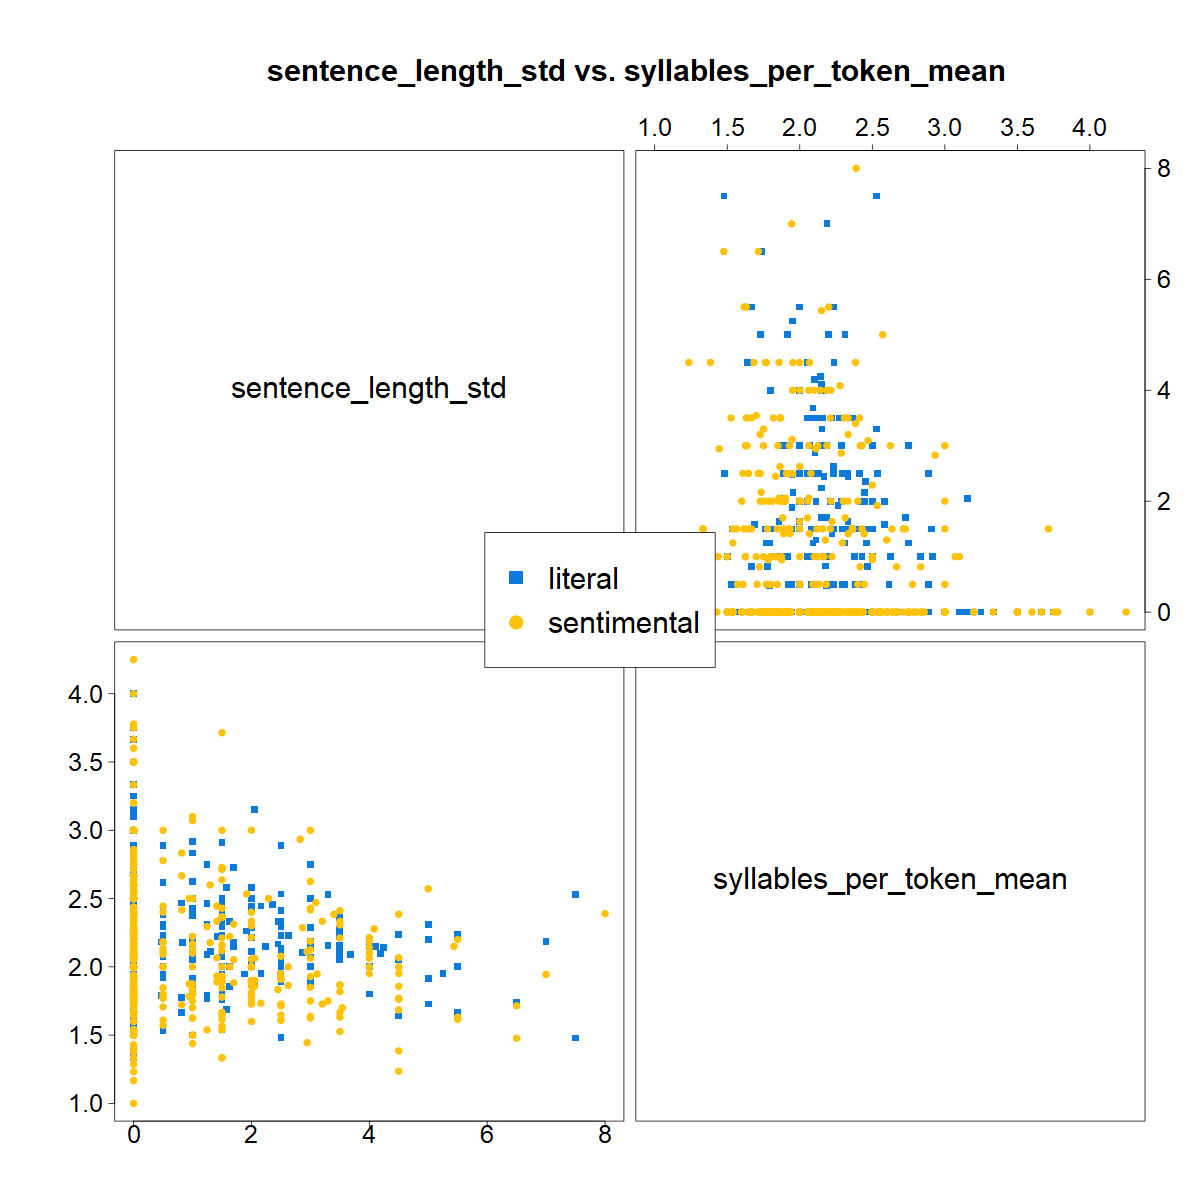 sentence_length_std vs. syllables_per_token_mean
1.0 1.5 2.0 2.5 3.0 3.5 4.0
8
6
sentence_length_std
4
2
literal
0
sentimental
4.0
3.5
3.0
syllables_per_token_mean
2.5
2.0
1.5
1.0
0 2 4 6 8